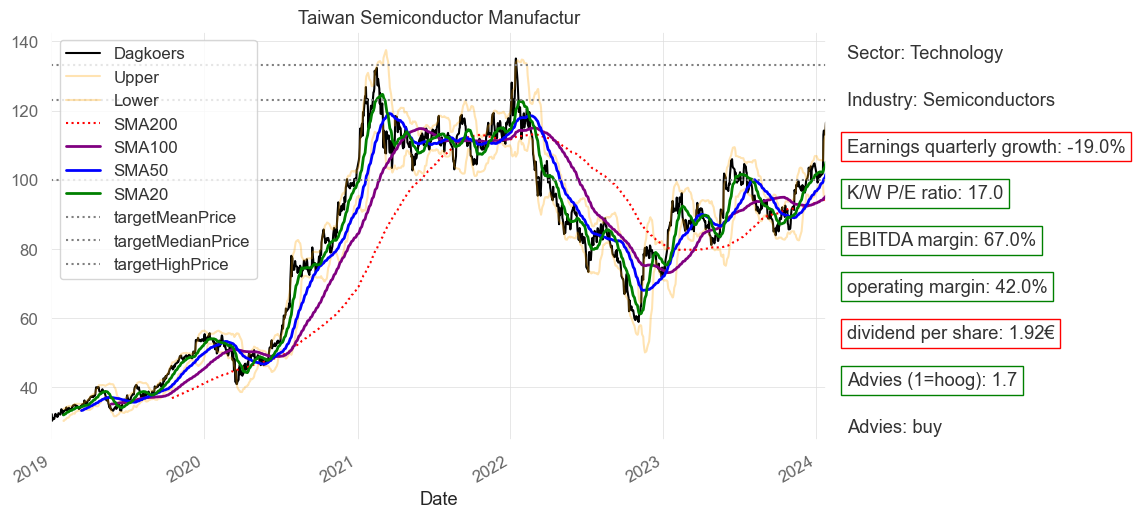 Taiwan Semiconductor Manufactur
140
120
100
80
60
40
Dagkoers
Upper
Lower
SMA200
SMA100
SMA50
SMA20
targetMeanPrice
targetMedianPrice
targetHighPrice
2019
2020
2021
2022
2023
2024
Date
Sector: Technology
Industry: Semiconductors
Earnings quarterly growth: -19.0%
K/W P/E ratio: 17.0
EBITDA margin: 67.0%
operating margin: 42.0%
dividend per share: 1.92€
Advies (1=hoog): 1.7
Advies: buy